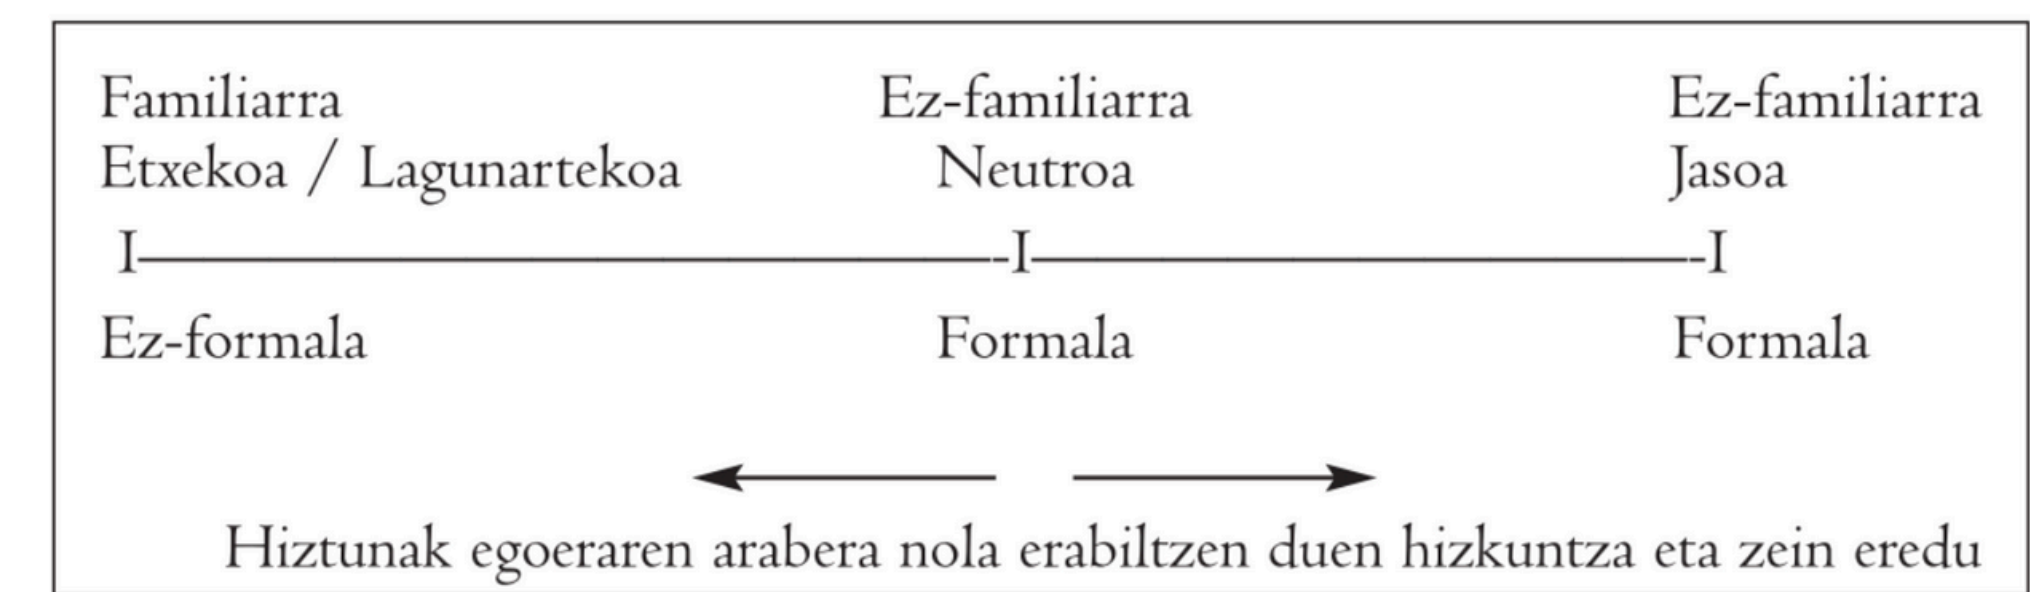 Familiarra Ez-familiarra Ez-familiarra
Etxekoa / Lagunartekoa Neutroa Jasoa
I I I
Ez-formala Formala Formala
Hiztunak egoeraren arabera nola erabiltzen duen hizkuntza eta zein eredu